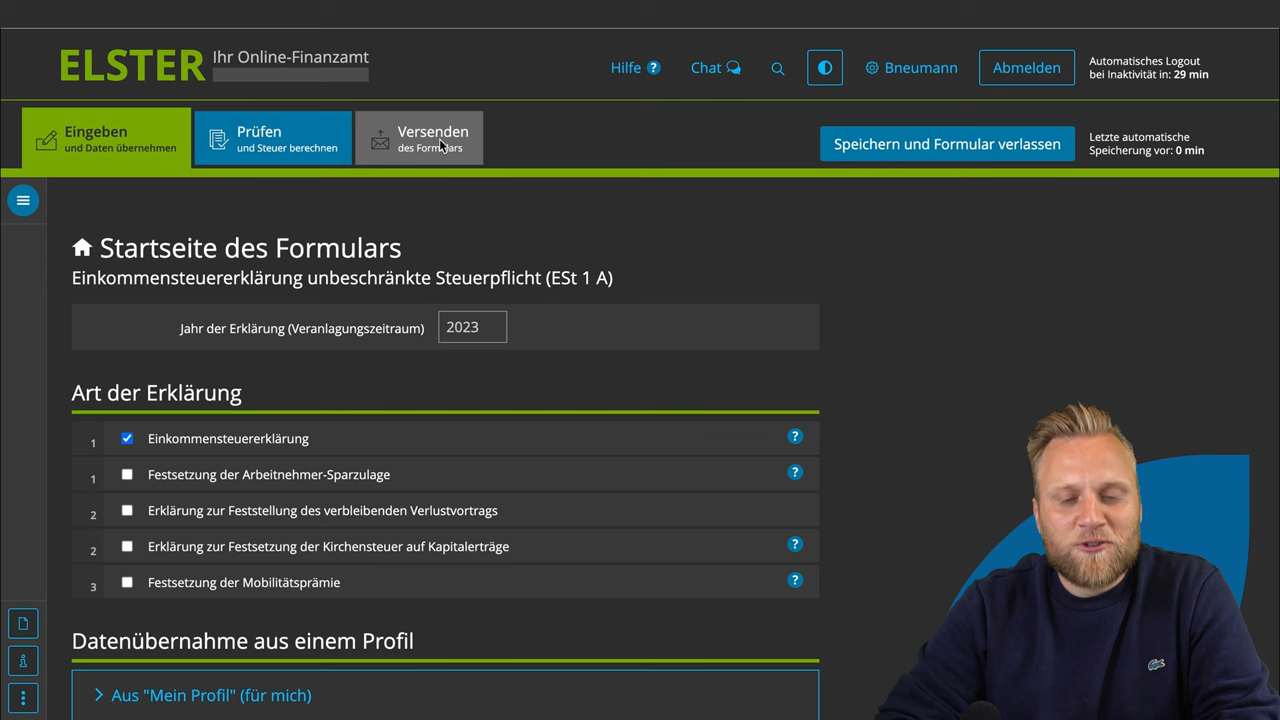 ELSTER Ihr Online-Finanzamt
Hilfe ?
Chat
Bneumann
Abmelden
Automatisches Logout
bei Inaktivität in: 29 min
Eingeben
und Daten übernehmen
Prüfen
und Steuer berechnen
Versenden
des Formulars
Speichern und Formular verlassen
Letzte automatische
Speicherung vor: 0 min
Startseite des Formulars
Einkommensteuererklärung unbeschränkte Steuerpflicht (ESt 1 A)
Jahr der Erklärung (Veranlagungszeitraum) 2023
Art der Erklärung
1 Einkommensteuererklärung ?
1 Festsetzung der Arbeitnehmer-Sparzulage ?
2 Erklärung zur Feststellung des verbleibenden Verlustvortrags
2 Erklärung zur Festsetzung der Kirchensteuer auf Kapitalerträge ?
3 Festsetzung der Mobilitätsprämie ?
Datenübernahme aus einem Profil
Aus "Mein Profil" (für mich)